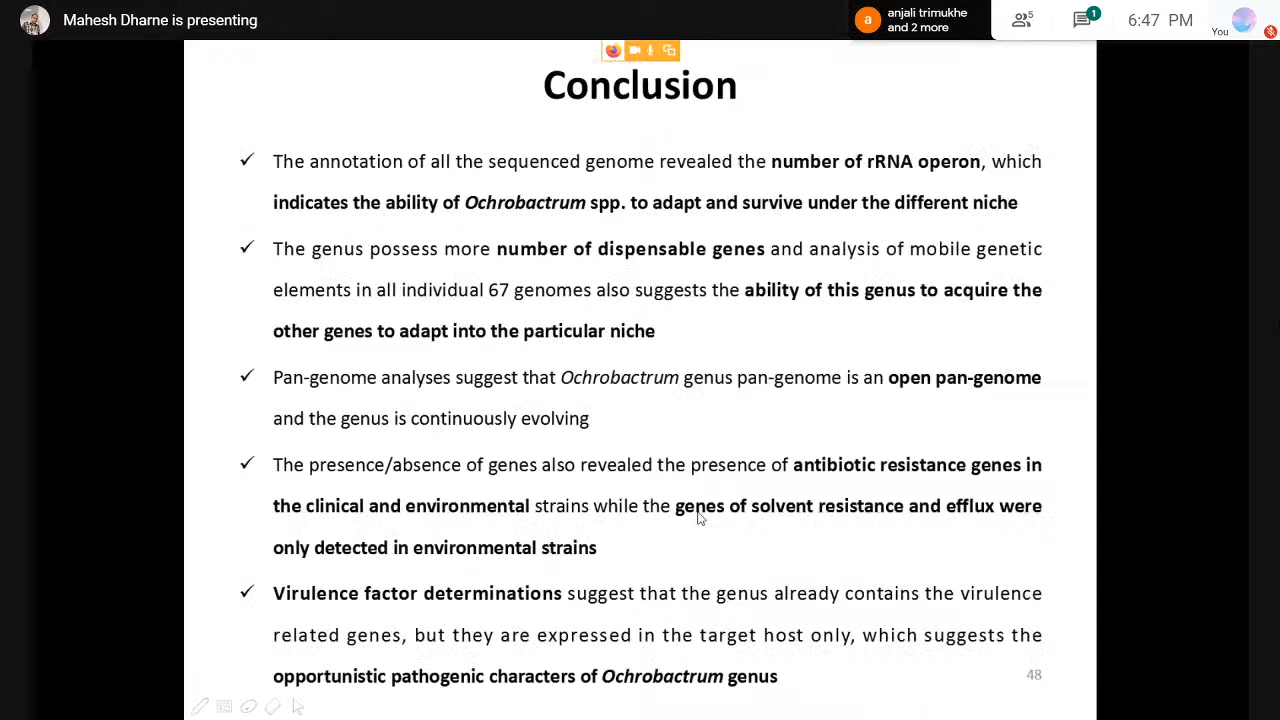 Mahesh Dharne is presenting
a
anjali trimukhe
and 2 more
5
1
6:47 PM
You
Conclusion
✓ The annotation of all the sequenced genome revealed the number of rRNA operon, which
indicates the ability of Ochrobactrum spp. to adapt and survive under the different niche
✓ The genus possess more number of dispensable genes and analysis of mobile genetic
elements in all individual 67 genomes also suggests the ability of this genus to acquire the
other genes to adapt into the particular niche
✓ Pan-genome analyses suggest that Ochrobactrum genus pan-genome is an open pan-genome
and the genus is continuously evolving
✓ The presence/absence of genes also revealed the presence of antibiotic resistance genes in
the clinical and environmental strains while the genes of solvent resistance and efflux were
only detected in environmental strains
✓ Virulence factor determinations suggest that the genus already contains the virulence
related genes, but they are expressed in the target host only, which suggests the
opportunistic pathogenic characters of Ochrobactrum genus
48